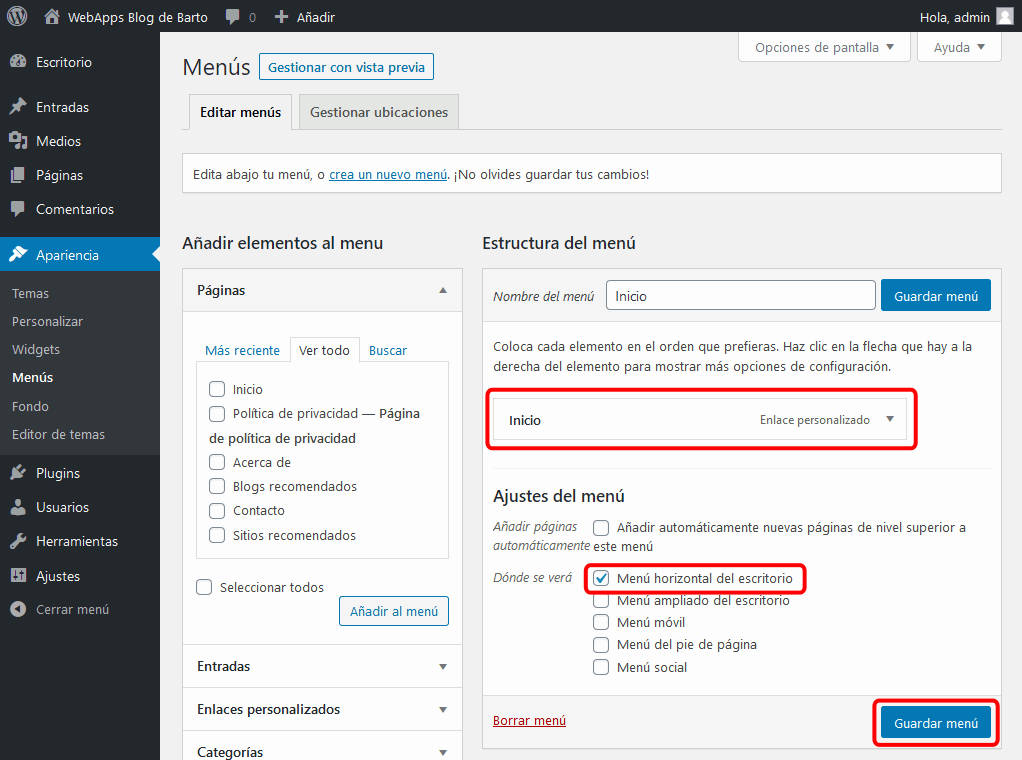 WebApps Blog de Barto 0 Añadir Hola, admin
Escritorio
Entradas
Medios
Páginas
Comentarios
Apariencia
Temas
Personalizar
Widgets
Menús
Fondo
Editor de temas
Plugins
Usuarios
Herramientas
Ajustes
Cerrar menú
Opciones de pantalla Ayuda
Menús Gestionar con vista previa
Editar menús Gestionar ubicaciones
Edita abajo tu menú, o crea un nuevo menú. ¡No olvides guardar tus cambios!
Añadir elementos al menu
Páginas
Más reciente Ver todo Buscar
Inicio
Política de privacidad — Página
de política de privacidad
Acerca de
Blogs recomendados
Contacto
Sitios recomendados
Seleccionar todos
Añadir al menú
Entradas
Enlaces personalizados
Categorías
Estructura del menú
Nombre del menú Inicio Guardar menú
Coloca cada elemento en el orden que prefieras. Haz clic en la flecha que hay a la
derecha del elemento para mostrar más opciones de configuración.
Inicio Enlace personalizado
Ajustes del menú
Añadir páginas
automáticamente
Añadir automáticamente nuevas páginas de nivel superior a
este menú
Dónde se verá
Menú horizontal del escritorio
Menú ampliado del escritorio
Menú móvil
Menú del pie de página
Menú social
Borrar menú Guardar menú